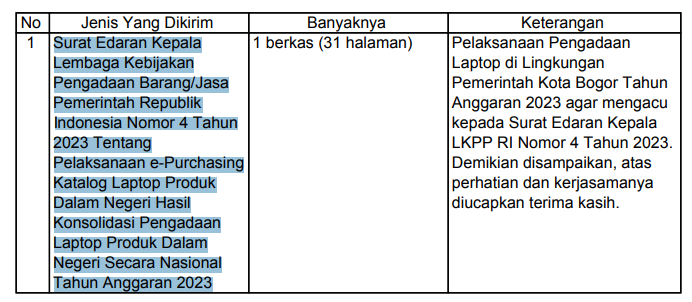 No Jenis Yang Dikirim Banyaknya Keterangan
1 Surat Edaran Kepala 1 berkas (31 halaman) Pelaksanaan Pengadaan
Lembaga Kebijakan Laptop di Lingkungan
Pengadaan Barang/Jasa Pemerintah Kota Bogor Tahun
Pemerintah Republik Anggaran 2023 agar mengacu
Indonesia Nomor 4 Tahun kepada Surat Edaran Kepala
2023 Tentang LKPP RI Nomor 4 Tahun 2023.
Pelaksanaan e-Purchasing Demikian disampaikan, atas
Katalog Laptop Produk perhatian dan kerjasamanya
Dalam Negeri Hasil diucapkan terima kasih.
Konsolidasi Pengadaan
Laptop Produk Dalam
Negeri Secara Nasional
Tahun Anggaran 2023